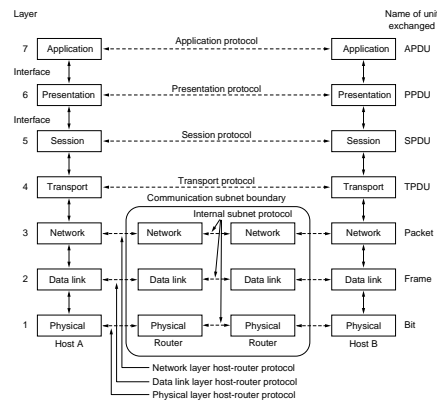 Layer
Name of unit
exchanged
7 Application Application protocol Application APDU
Interface
6 Presentation Presentation protocol Presentation PPDU
Interface
5 Session Session protocol Session SPDU
4 Transport Transport protocol Transport TPDU
Communication subnet boundary
Internal subnet protocol
3 Network Network Network Network Packet
2 Data link Data link Data link Data link Frame
1 Physical Physical Physical Physical Bit
Host A Router Router Host B
Network layer host-router protocol
Data link layer host-router protocol
Physical layer host-router protocol